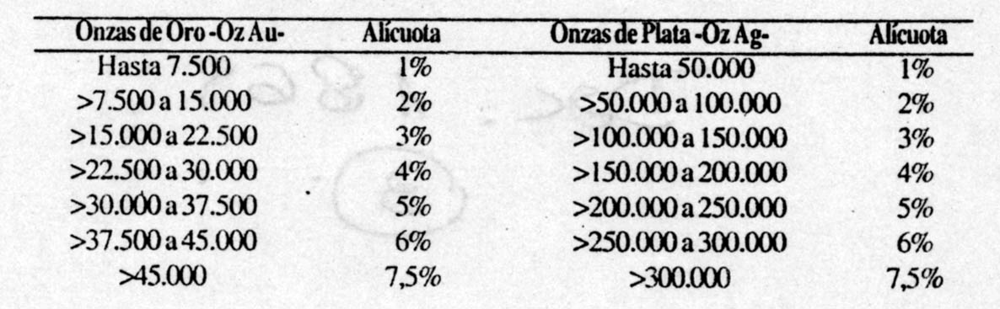 Onzas de Oro -Oz Au- Alícuota Onzas de Plata -Oz Ag- Alícuota
Hasta 7.500 1% Hasta 50.000 1%
>7.500 a 15.000 2% >50.000 a 100.000 2%
>15.000 a 22.500 3% >100.000 a 150.000 3%
>22.500 a 30.000 4% >150.000 a 200.000 4%
>30.000 a 37.500 5% >200.000 a 250.000 5%
>37.500 a 45.000 6% >250.000 a 300.000 6%
>45.000 7,5% >300.000 7,5%